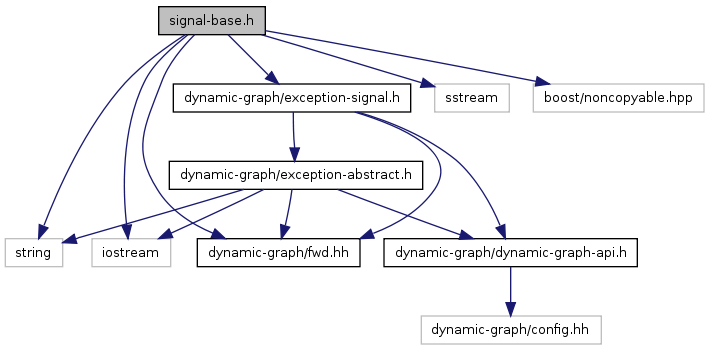 signal-base.h
dynamic-graph/exception-signal.h
sstream
boost/noncopyable.hpp
dynamic-graph/exception-abstract.h
string
iostream
dynamic-graph/fwd.hh
dynamic-graph/dynamic-graph-api.h
dynamic-graph/config.hh